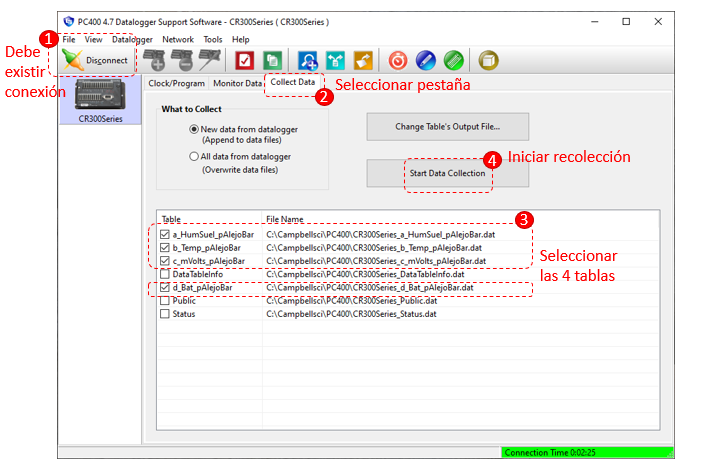 PC400 4.7 Datalogger Support Software - CR300Series ( CR300Series )
1
File View Datalogger Network Tools Help
Debe
existir
conexión
Disconnect
CR300Series
Clock/Program Monitor Data Collect Data
2
Seleccionar pestaña
What to Collect
New data from datalogger
(Append to data files)
All data from datalogger
(Overwrite data files)
Change Table's Output File...
4
Iniciar recolección
Start Data Collection
3
Table File Name
a_HumSuel_pAlejoBar C:\Campbellsci\PC400\CR300Series_a_HumSuel_pAlejoBar.dat
b_Temp_pAlejoBar C:\Campbellsci\PC400\CR300Series_b_Temp_pAlejoBar.dat
c_mVolts_pAlejoBar C:\Campbellsci\PC400\CR300Series_c_mVolts_pAlejoBar.dat
DataTableInfo C:\Campbellsci\PC400\CR300Series_DataTableInfo.dat
d_Bat_pAlejoBar C:\Campbellsci\PC400\CR300Series_d_Bat_pAlejoBar.dat
Public C:\Campbellsci\PC400\CR300Series_Public.dat
Status C:\Campbellsci\PC400\CR300Series_Status.dat
Seleccionar
las 4 tablas
Connection Time 0:02:25